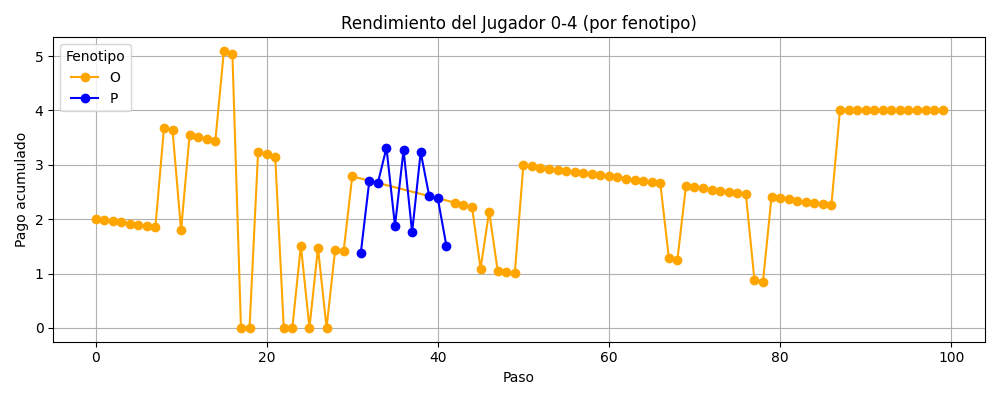 Rendimiento del Jugador 0-4 (por fenotipo)
Fenotipo
O
P
Pago acumulado
5
4
3
2
1
0
0 20 40 60 80 100
Paso